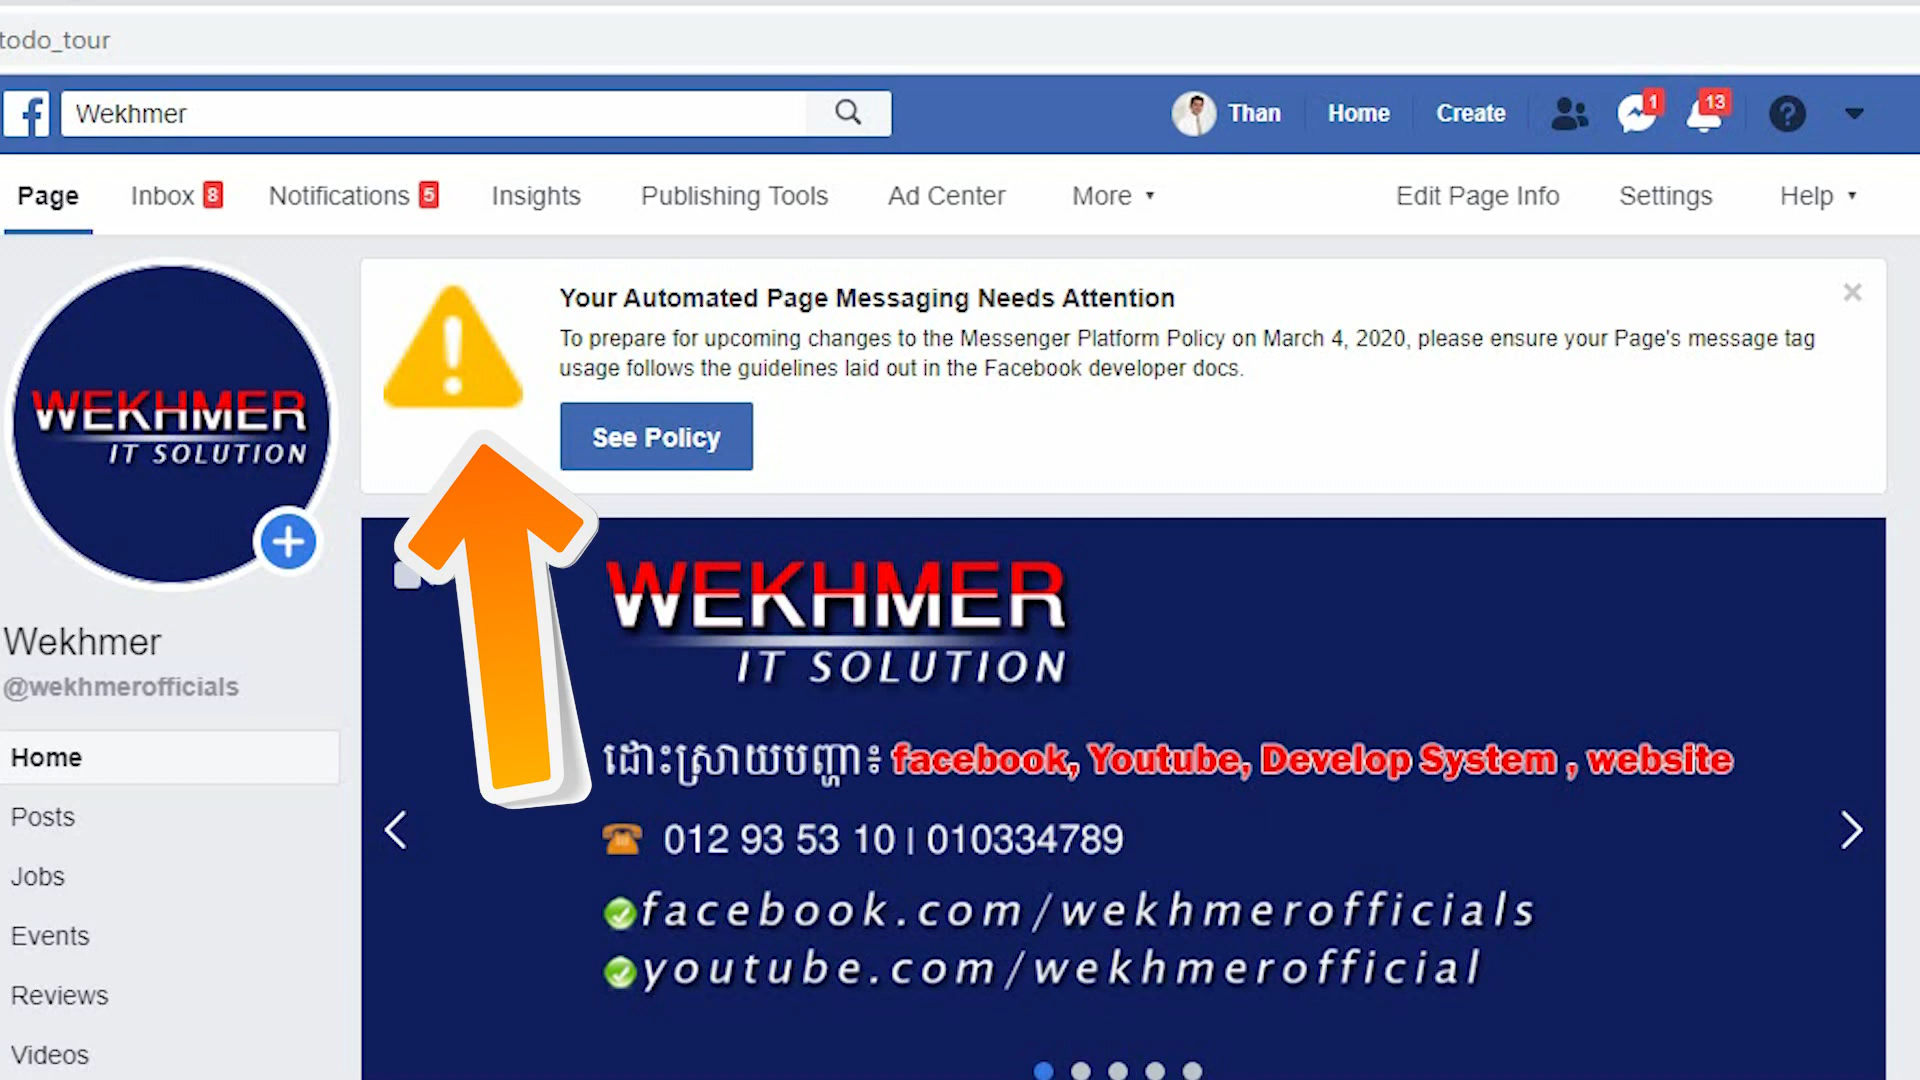 todo_tour
Wekhmer
Than
Home
Create
1
13
Page
Inbox 8
Notifications 5
Insights
Publishing Tools
Ad Center
More
Edit Page Info
Settings
Help
Your Automated Page Messaging Needs Attention
To prepare for upcoming changes to the Messenger Platform Policy on March 4, 2020, please ensure your Page's message tag
usage follows the guidelines laid out in the Facebook developer docs.
See Policy
WEKHMER
IT SOLUTION
Wekhmer
@wekhmerofficials
Home
Posts
Jobs
Events
Reviews
Videos
WEKHMER
IT SOLUTION
ដោះស្រាយបញ្ហា៖ facebook, Youtube, Develop System , website
012 93 53 10 | 010334789
facebook.com/wekhmerofficials
youtube.com/wekhmerofficial